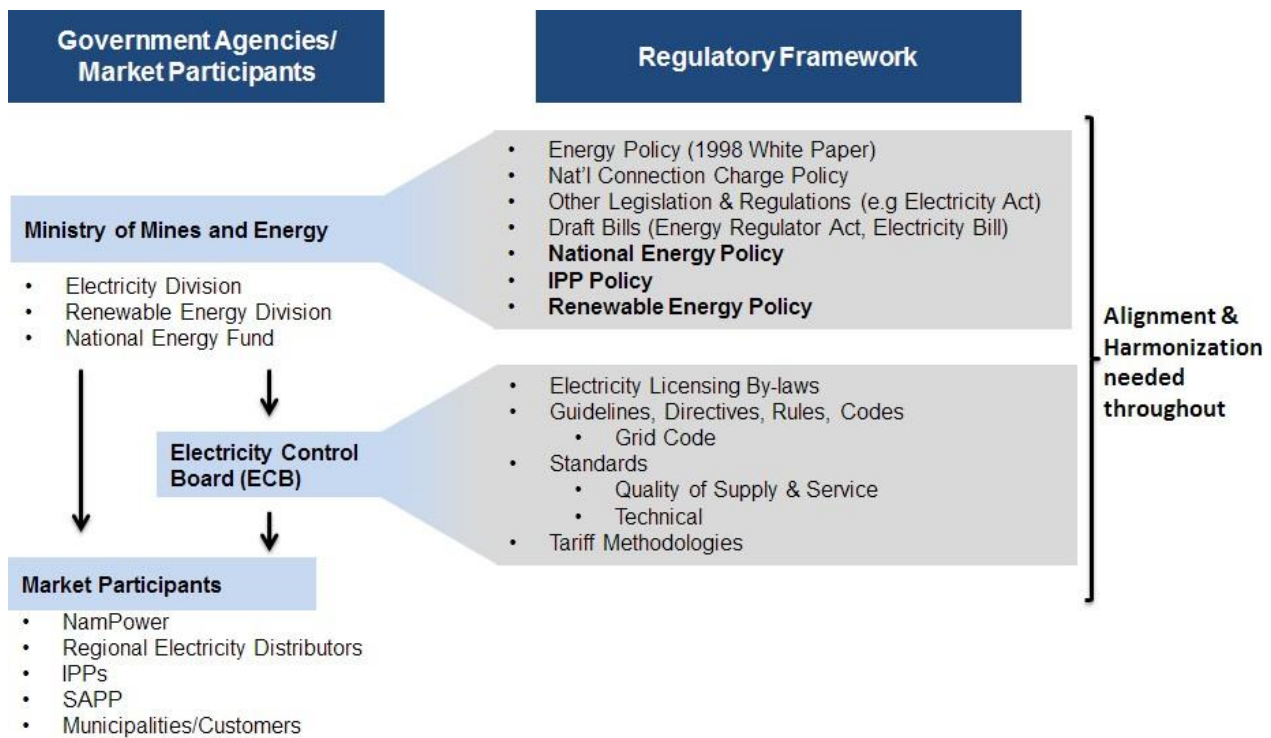 Government Agencies/
Market Participants
Regulatory Framework
Ministry of Mines and Energy
• Electricity Division
• Renewable Energy Division
• National Energy Fund
• Energy Policy (1998 White Paper)
• Nat'l Connection Charge Policy
• Other Legislation & Regulations (e.g Electricity Act)
• Draft Bills (Energy Regulator Act, Electricity Bill)
• National Energy Policy
• IPP Policy
• Renewable Energy Policy
Electricity Control
Board (ECB)
• Electricity Licensing By-laws
• Guidelines, Directives, Rules, Codes
• Grid Code
• Standards
• Quality of Supply & Service
• Technical
• Tariff Methodologies
Alignment &
Harmonization
needed
throughout
Market Participants
• NamPower
• Regional Electricity Distributors
• IPPs
• SAPP
• Municipalities/Customers